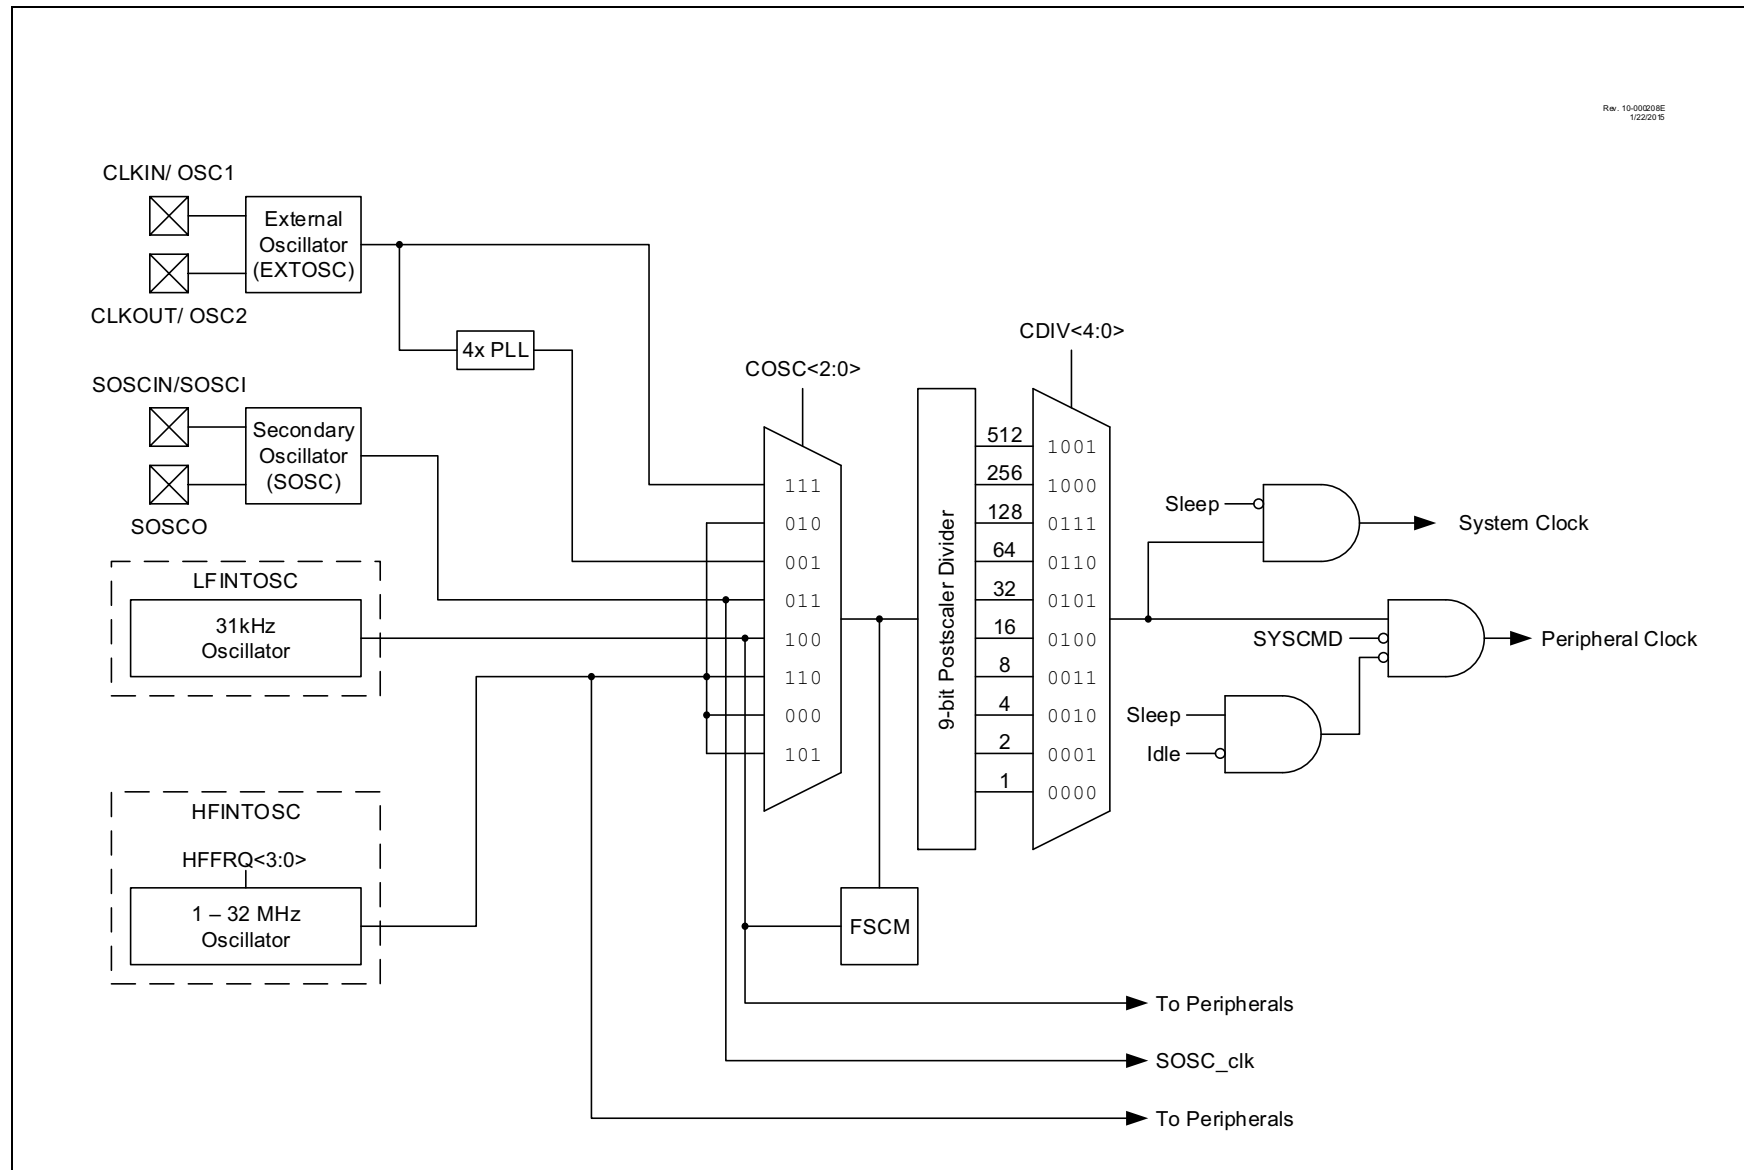 Rev. 10-000208E
1/22/2015
CLKIN/ OSC1
External
Oscillator
(EXTOSC)
CLKOUT/ OSC2
4x PLL
SOSCIN/SOSCI
Secondary
Oscillator
(SOSC)
SOSCO
LFINTOSC
31kHz
Oscillator
HFINTOSC
HFFRQ<3:0>
1 – 32 MHz
Oscillator
COSC<2:0>
111
010
001
011
100
110
000
101
FSCM
9-bit Postscaler Divider
CDIV<4:0>
512 1001
256 1000
128 0111
64 0110
32 0101
16 0100
8 0011
4 0010
2 0001
1 0000
Sleep
System Clock
SYSCMD
Peripheral Clock
Sleep
Idle
To Peripherals
SOSC_clk
To Peripherals